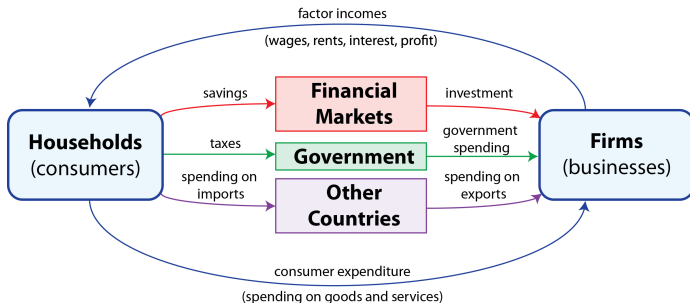 factor incomes
(wages, rents, interest, profit)
savings
Financial
Markets
investment
Households
(consumers)
taxes
Government
government
spending
Firms
(businesses)
spending on
imports
Other
Countries
spending on
exports
consumer expenditure
(spending on goods and services)